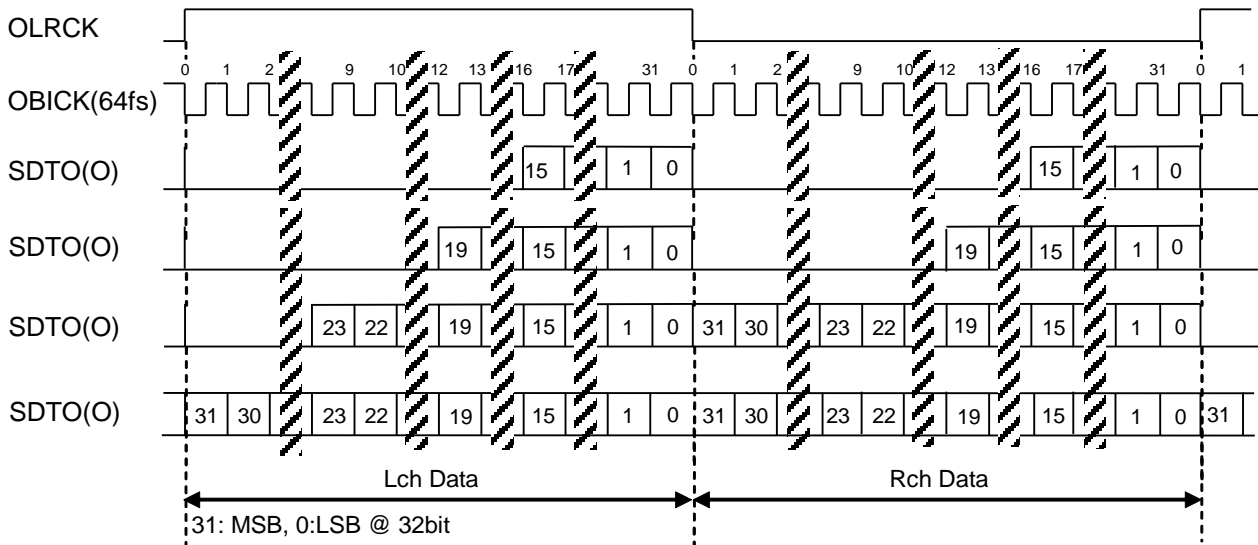 OLRCK
0 1 2 9 10 12 13 16 17 31 0 1 2 9 10 12 13 16 17 31 0 1
OBICK(64fs)
SDTO(O) 15 1 0 15 1 0
SDTO(O) 19 15 1 0 19 15 1 0
SDTO(O) 23 22 19 15 1 0 31 30 23 22 19 15 1 0
SDTO(O) 31 30 23 22 19 15 1 0 31 30 23 22 19 15 1 0 31
Lch Data Rch Data
31: MSB, 0:LSB @ 32bit